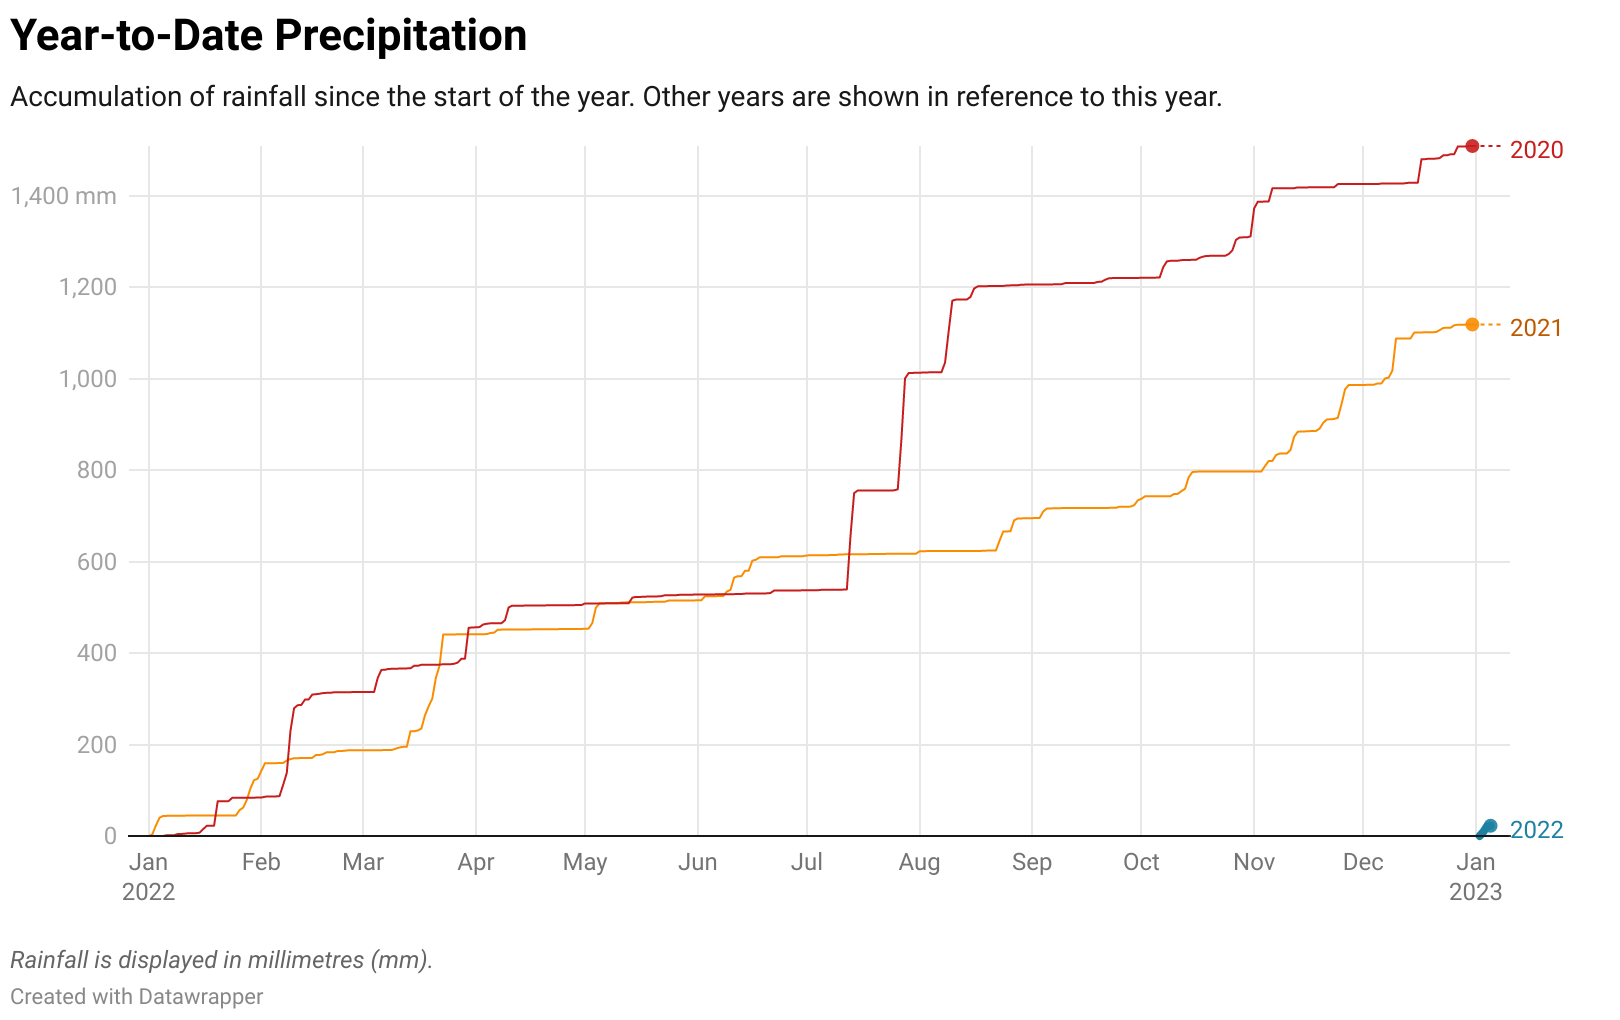 Year-to-Date Precipitation
Accumulation of rainfall since the start of the year. Other years are shown in reference to this year.
2020
1,400 mm
1,200
2021
1,000
800
600
400
200
0
2022
Jan Feb Mar Apr May Jun Jul Aug Sep Oct Nov Dec Jan
2022 2023
Rainfall is displayed in millimetres (mm).
Created with Datawrapper